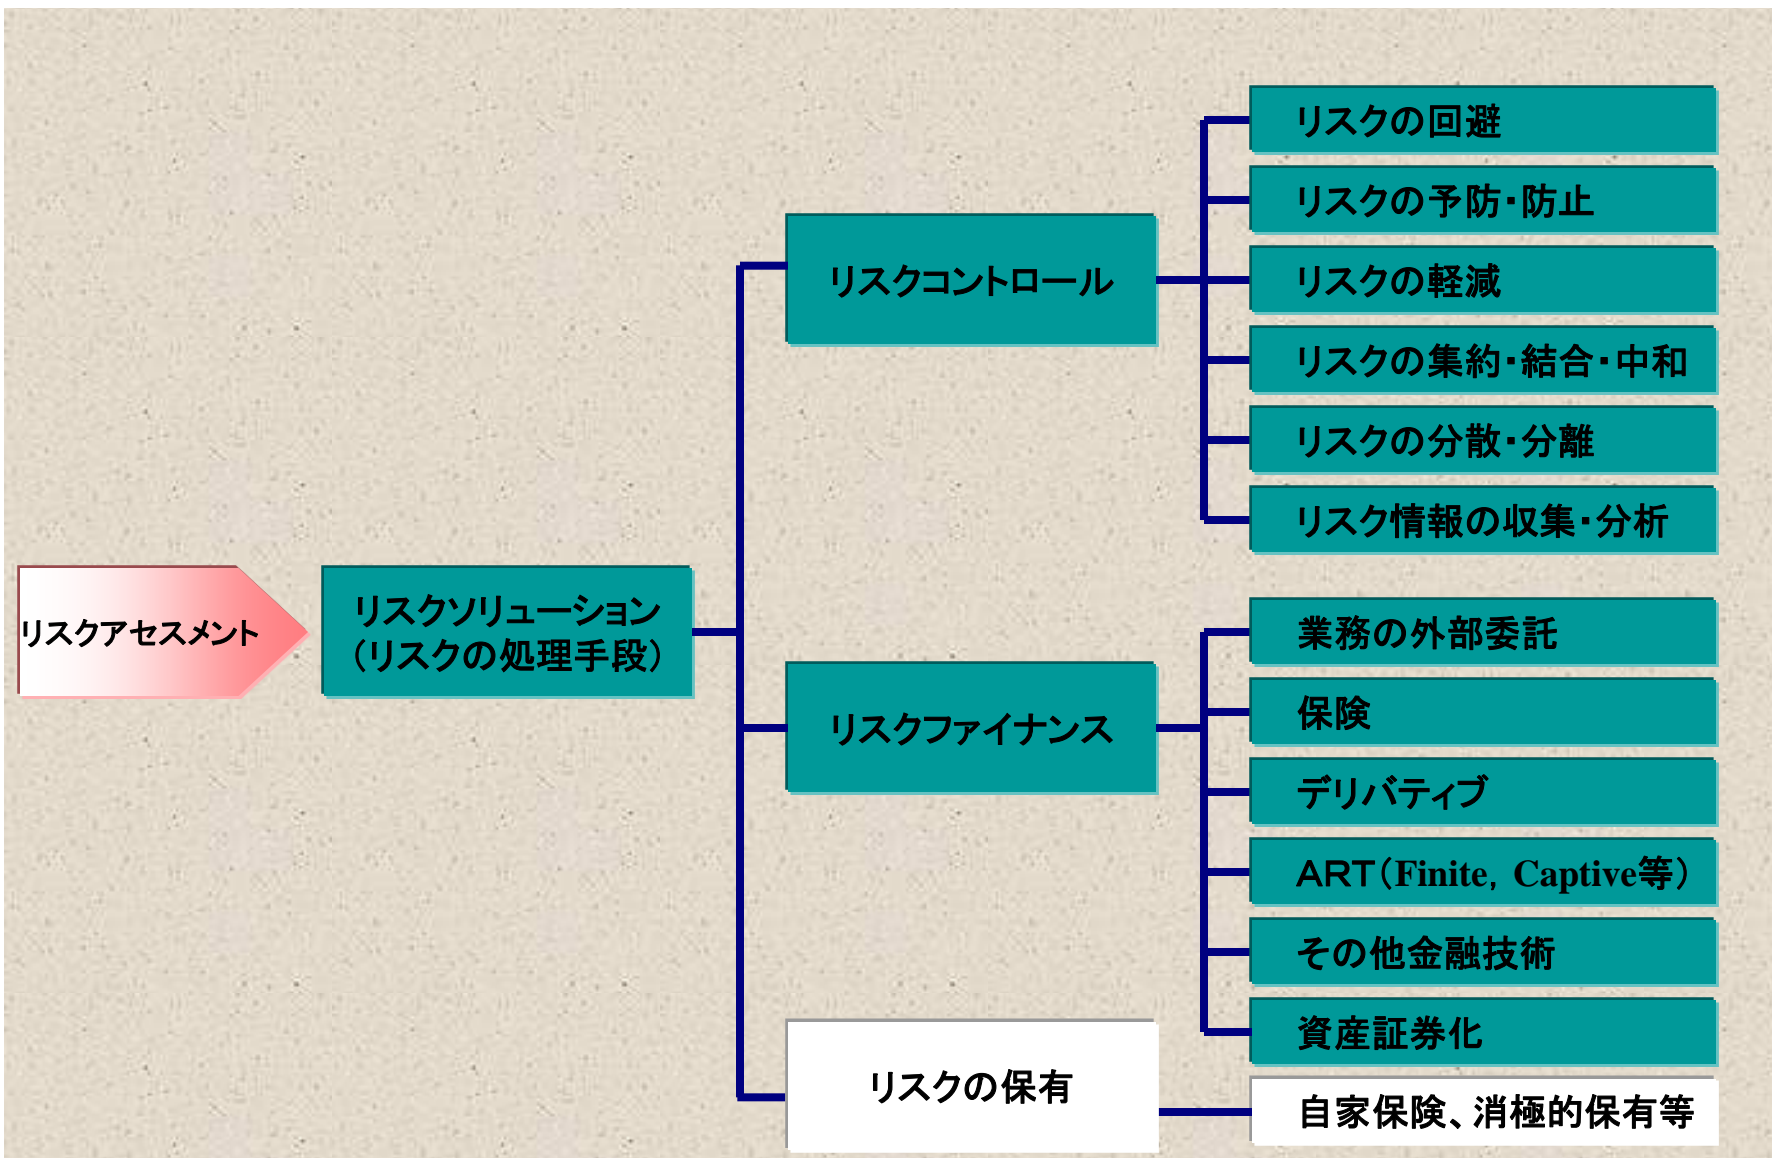 リスクアセスメント
リスクソリューション
（リスクの処理手段）
リスクコントロール
リスクの回避
リスクの予防・防止
リスクの軽減
リスクの集約・結合・中和
リスクの分散・分離
リスク情報の収集・分析
リスクファイナンス
業務の外部委託
保険
デリバティブ
ＡＲＴ（Finite，Captive等）
その他金融技術
資産証券化
リスクの保有
自家保険、消極的保有等